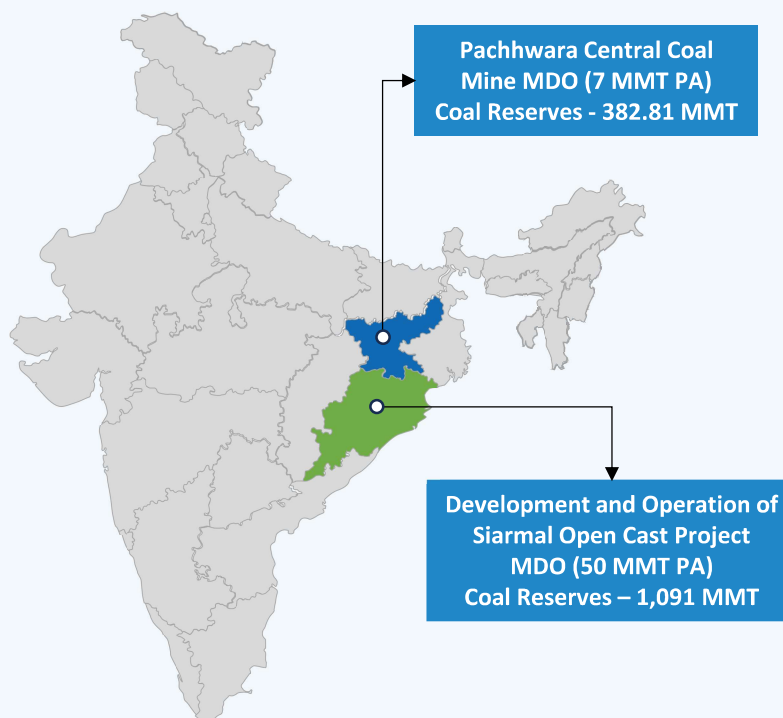 Pachhwara Central Coal
Mine MDO (7 MMT PA)
Coal Reserves - 382.81 MMT
Development and Operation of
Siarmal Open Cast Project
MDO (50 MMT PA)
Coal Reserves – 1,091 MMT